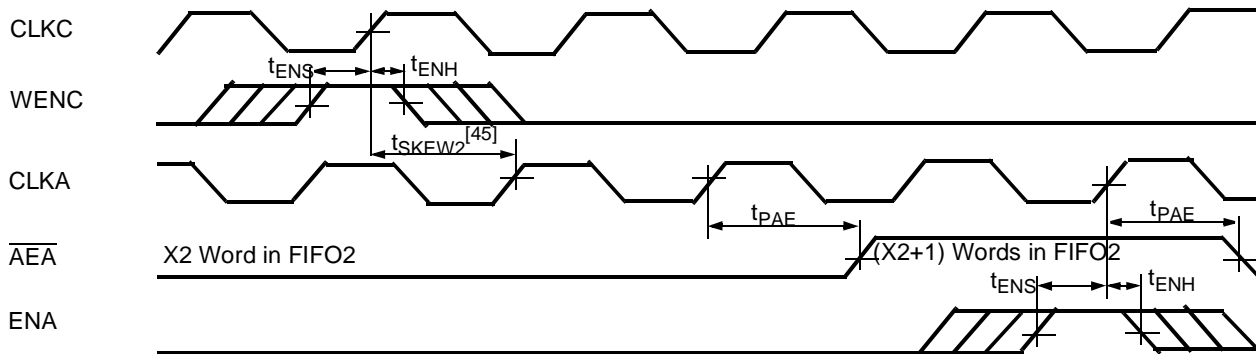 CLKC
tENS tENH
WENC
tSKEW2[45]
CLKA
tPAE tPAE
AEA X2 Word in FIFO2 (X2+1) Words in FIFO2
tENS tENH
ENA